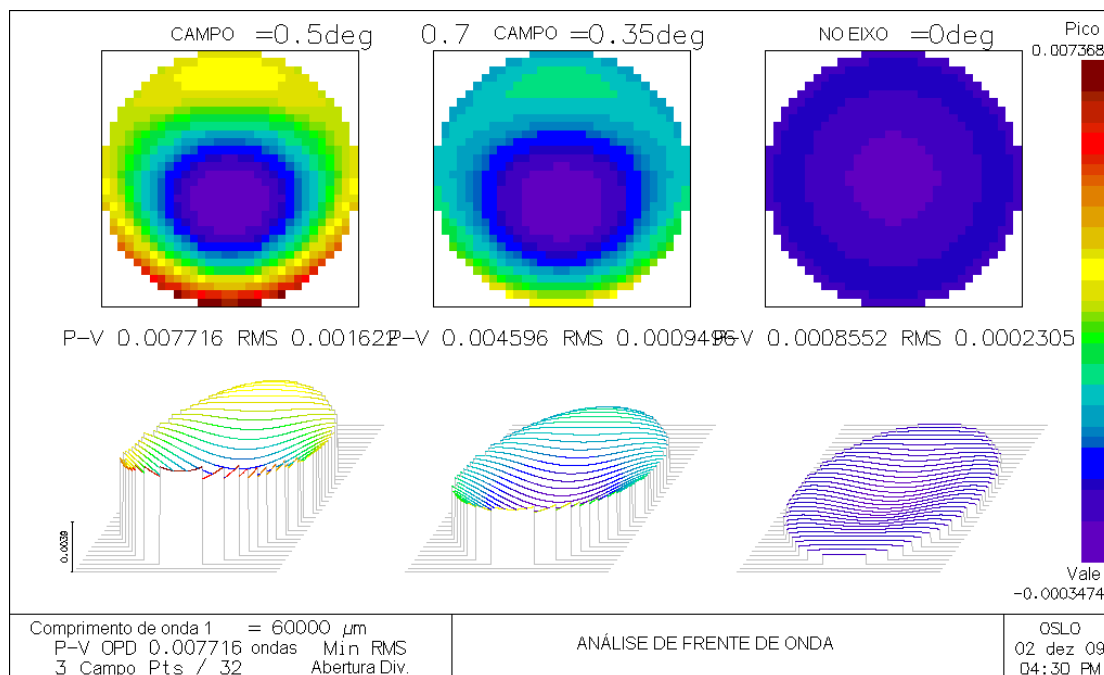 CAMPO =0.5deg
0.7 CAMPO =0.35deg
NO EIXO =0deg
Pico
0.007368
P-V 0.007716 RMS 0.001622
P-V 0.004596 RMS 0.0009496
P-V 0.0008552 RMS 0.0002305
0.0039
Vale
-0.0003474
Comprimento de onda 1 = 60000 µm
P-V OPD 0.007716 ondas Min RMS
3 Campo Pts / 32 Abertura Div.
ANÁLISE DE FRENTE DE ONDA
OSLO
02 dez 09
04:30 PM